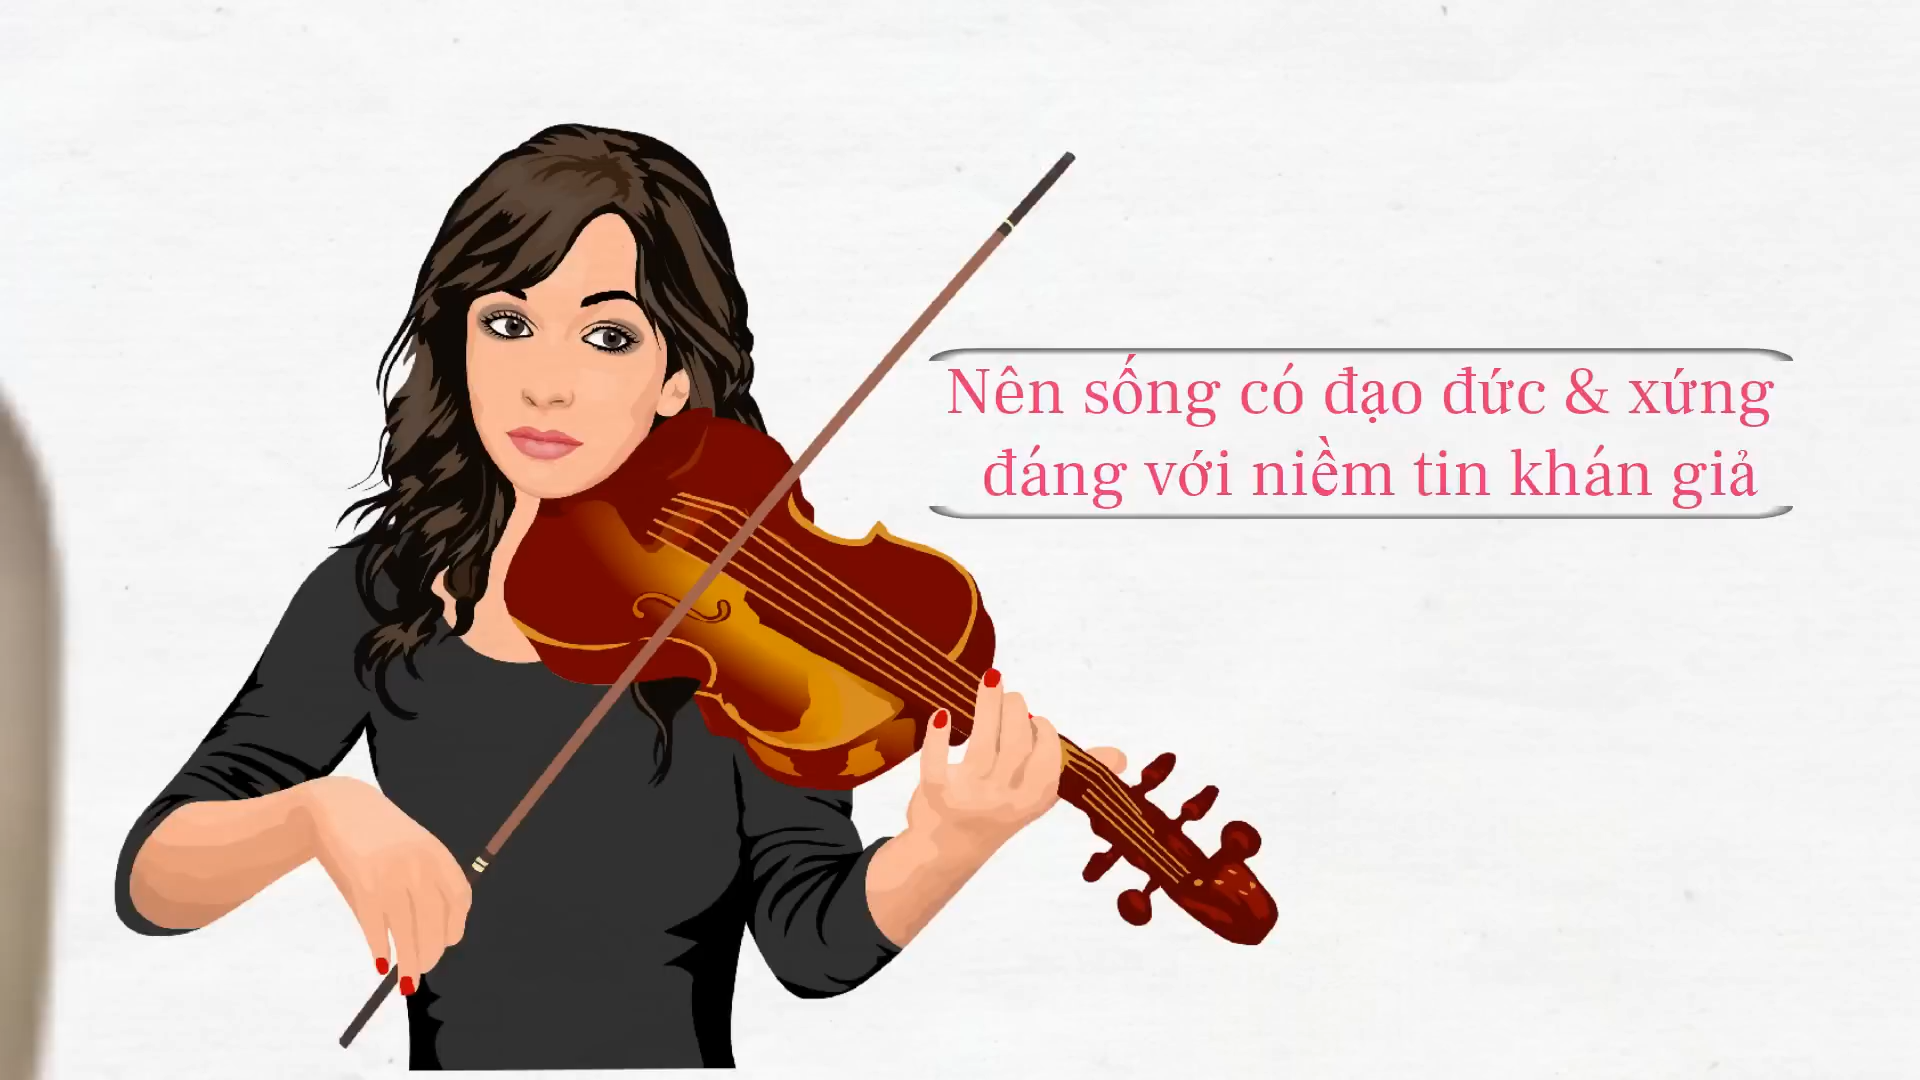 Nên sống có đạo đức & xứng
đáng với niềm tin khán giả